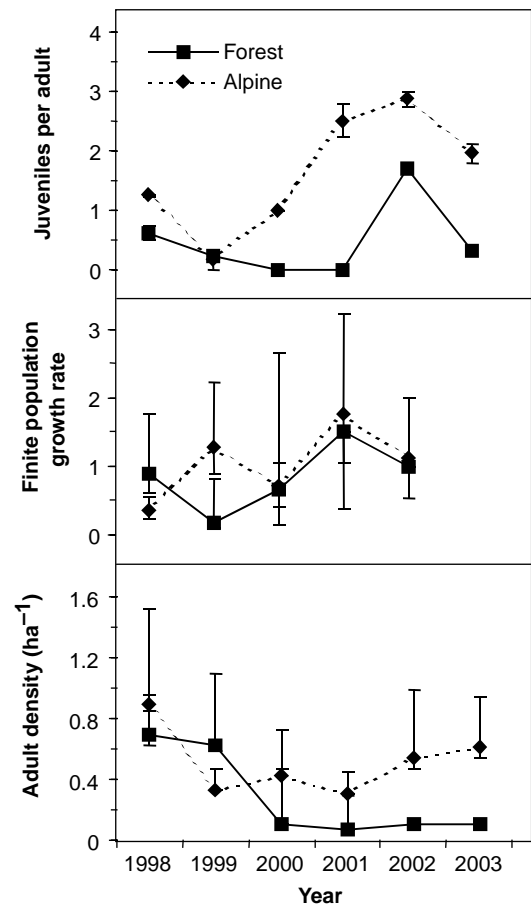 4
3
2
1
0
Juveniles per adult
Forest
Alpine
3
2
1
0
Finite population
growth rate
1.6
1.2
0.8
0.4
0
Adult density (ha⁻¹)
1998 1999 2000 2001 2002 2003
Year